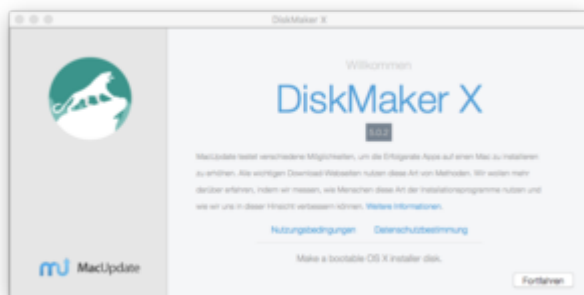 DiskMaker X
Willkommen
DiskMaker X
5.0.2
MacUpdate testet verschiedene Möglichkeiten, um die Erfolgsrate Apps auf einen Mac zu installieren
zu erhöhen. Alle wichtigen Download-Webseiten nutzen diese Art von Methoden. Wir wollen mehr
darüber erfahren, indem wir messen, wie Menschen diese Art der Installationsprogramme nutzen und
wie wir uns in dieser Hinsicht verbessern können. Weitere Informationen.
Nutzungsbedingungen Datenschutzbestimmung
Make a bootable OS X installer disk.
MacUpdate
Fortfahren